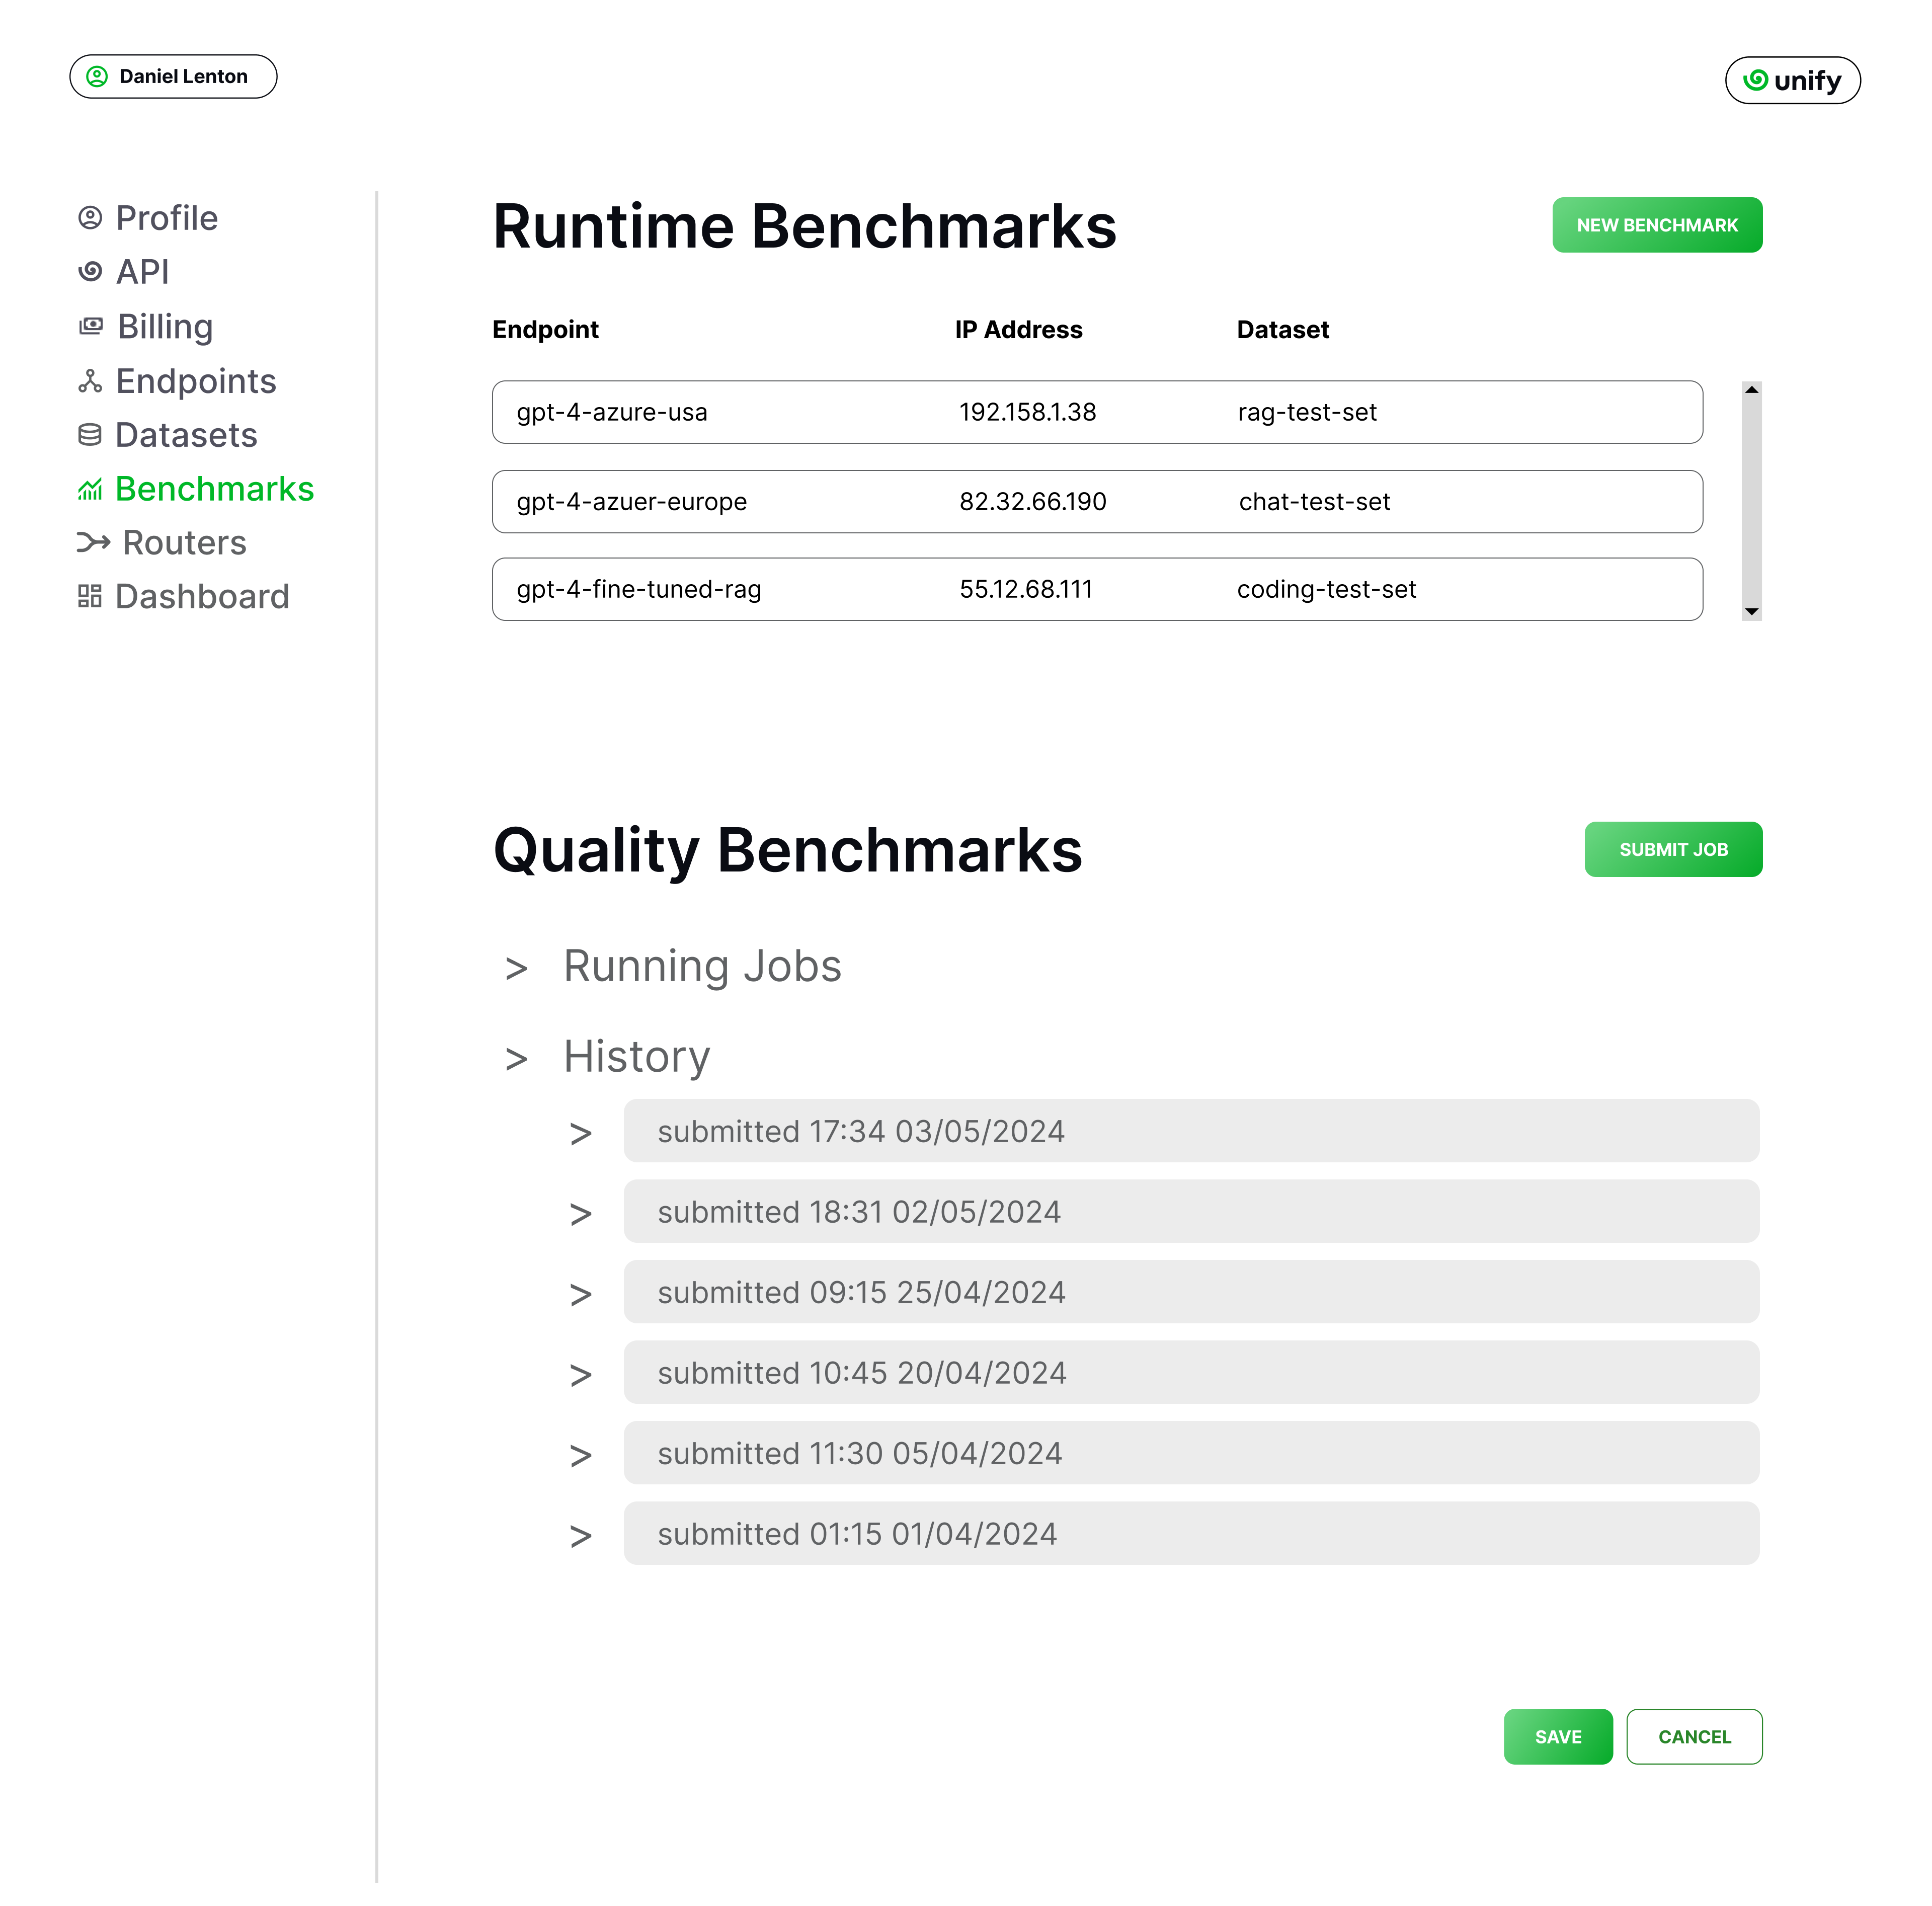 Daniel Lenton
unify
Profile
API
Billing
Endpoints
Datasets
Benchmarks
Routers
Dashboard
Runtime Benchmarks
NEW BENCHMARK
Endpoint IP Address Dataset
gpt-4-azure-usa 192.158.1.38 rag-test-set
gpt-4-azuer-europe 82.32.66.190 chat-test-set
gpt-4-fine-tuned-rag 55.12.68.111 coding-test-set
Quality Benchmarks
SUBMIT JOB
> Running Jobs
> History
> submitted 17:34 03/05/2024
> submitted 18:31 02/05/2024
> submitted 09:15 25/04/2024
> submitted 10:45 20/04/2024
> submitted 11:30 05/04/2024
> submitted 01:15 01/04/2024
SAVE
CANCEL